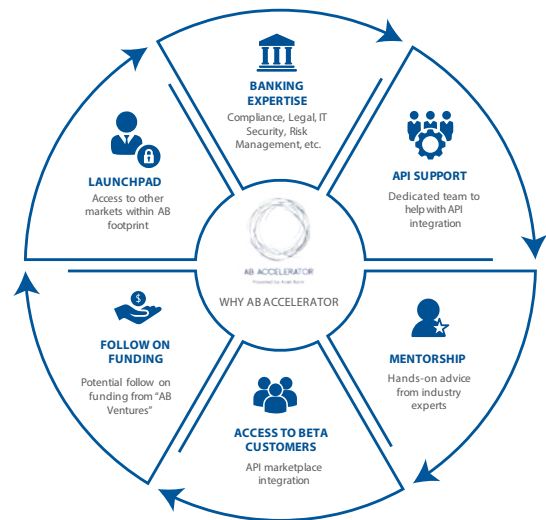 BANKING
EXPERTISE
Compliance, Legal, IT
Security, Risk
Management, etc.
API SUPPORT
Dedicated team to
help with API
integration
MENTORSHIP
Hands-on advice
from industry
experts
ACCESS TO BETA
CUSTOMERS
API marketplace
integration
FOLLOW ON
FUNDING
Potential follow on
funding from "AB
Ventures"
LAUNCHPAD
Access to other
markets within AB
footprint
AB ACCELERATOR
WHY AB ACCELERATOR
$